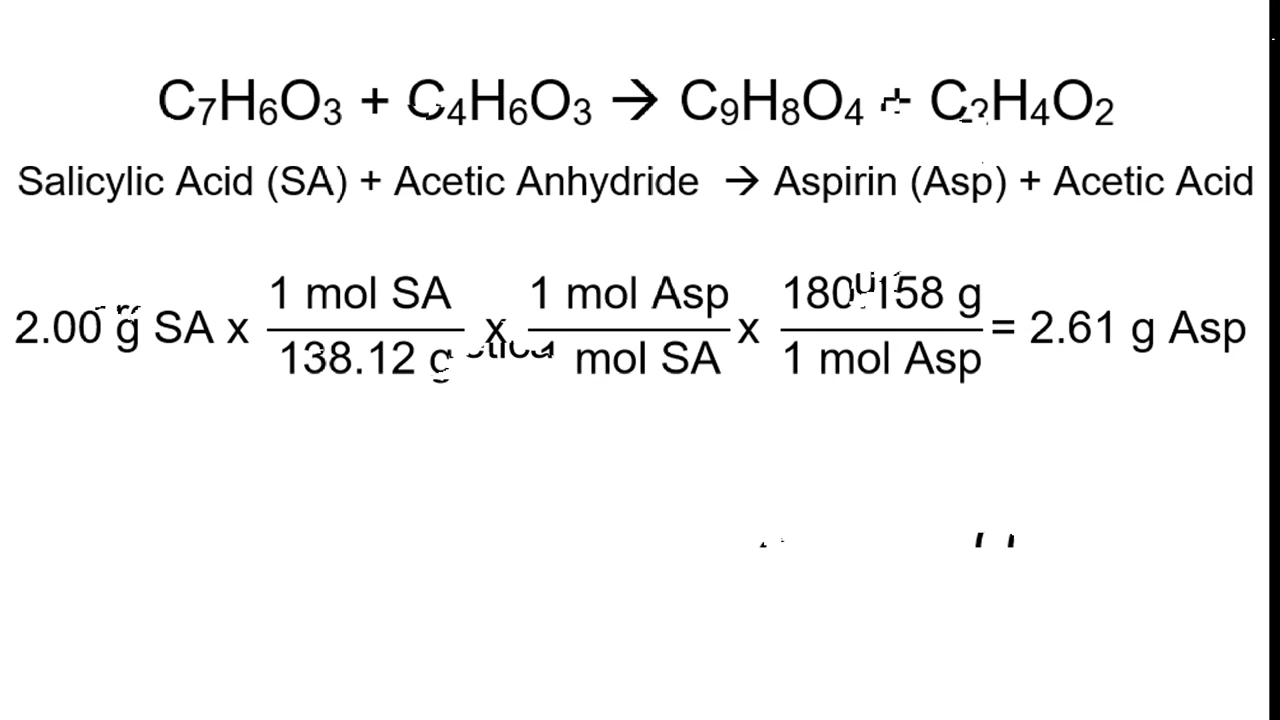 C₇H₆O₃ + C₄H₆O₃ → C₉H₈O₄ + C₂H₄O₂
Salicylic Acid (SA) + Acetic Anhydride → Aspirin (Asp) + Acetic Acid
1 mol SA 1 mol Asp 180.158 g
2.00 g SA x x x = 2.61 g Asp
138.12 g 1 mol SA 1 mol Asp